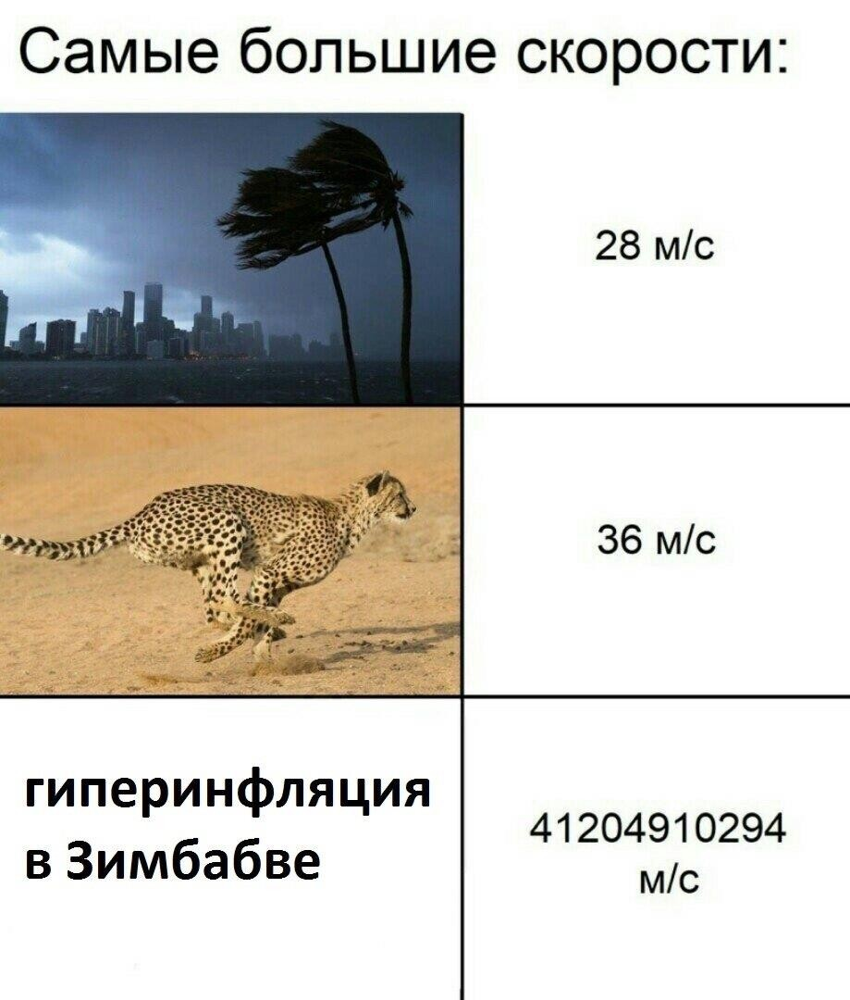 Самые большие скорости:
28 м/с
36 м/с
гиперинфляция
в Зимбабве
41204910294
м/с